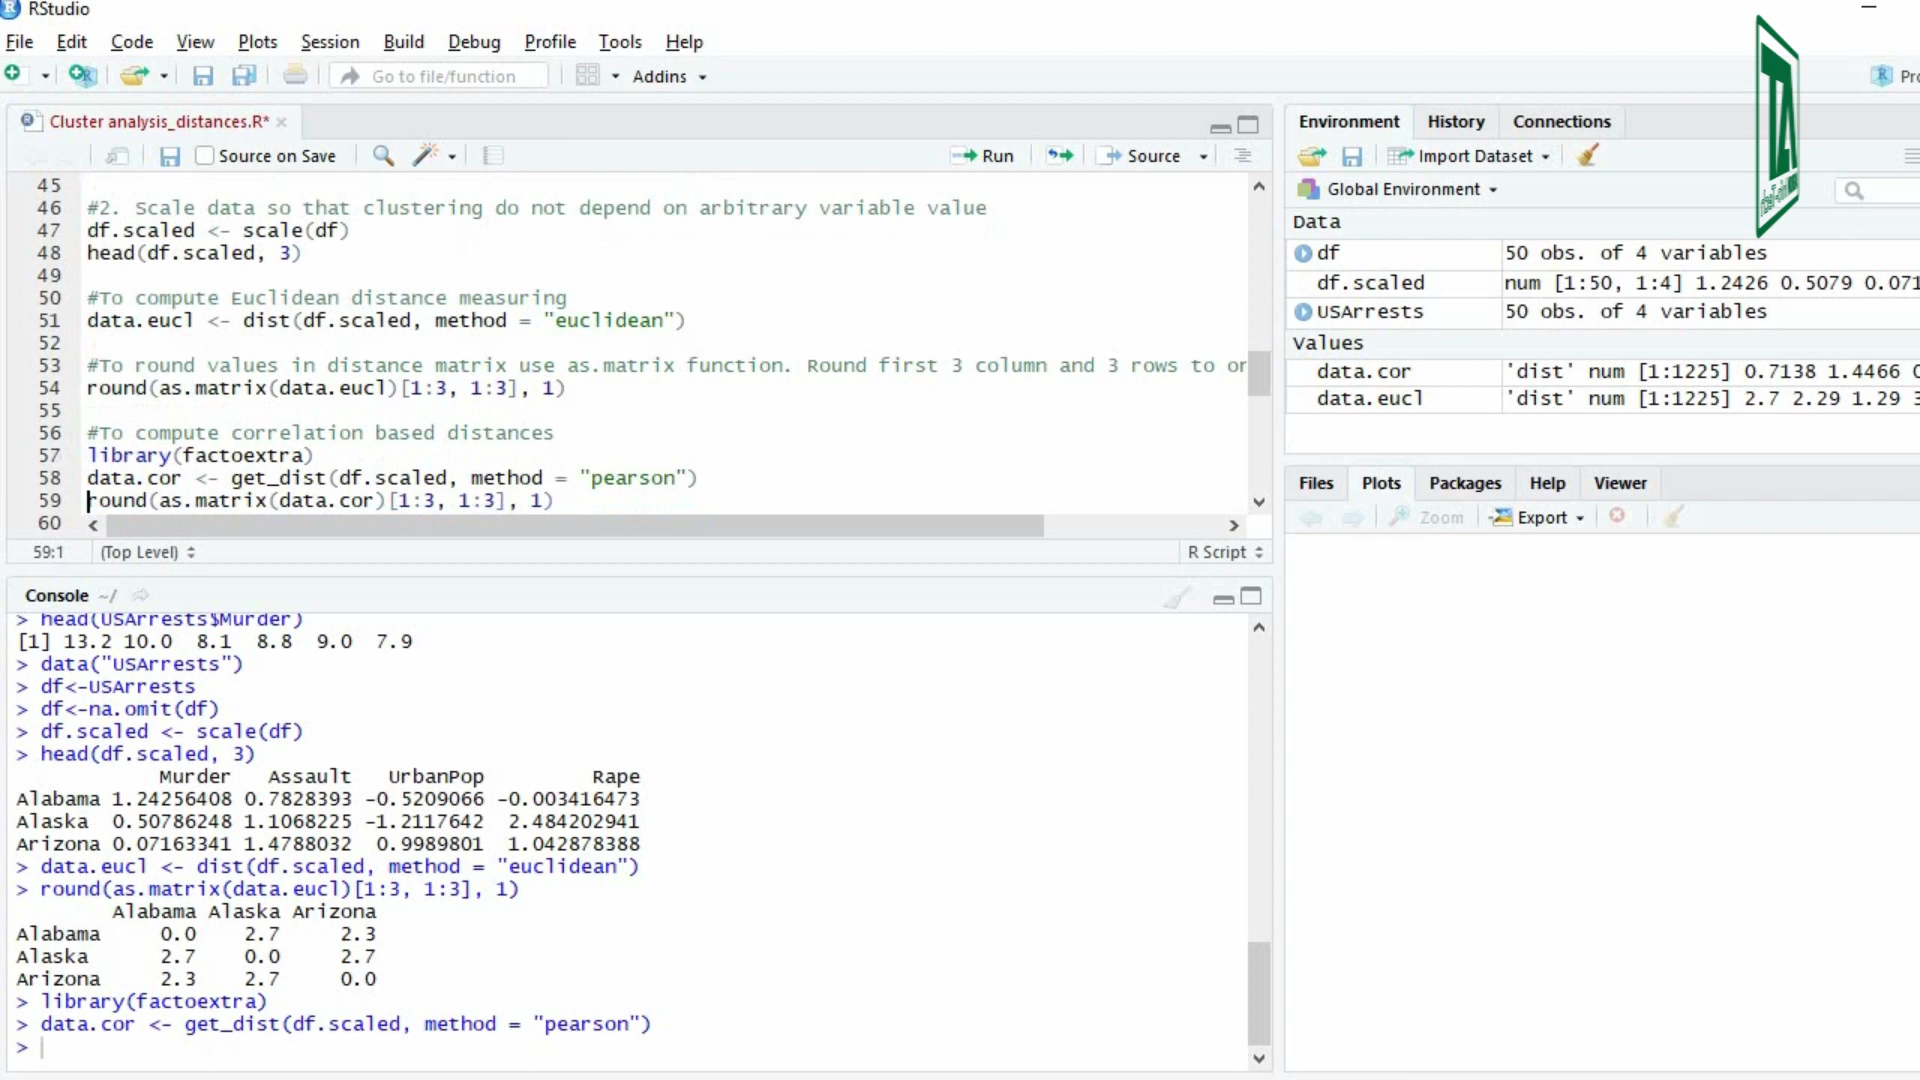 RStudio
File Edit Code View Plots Session Build Debug Profile Tools Help
Go to file/function Addins
Cluster analysis_distances.R*
Source on Save Run Source
45
46 #2. Scale data so that clustering do not depend on arbitrary variable value
47 df.scaled <- scale(df)
48 head(df.scaled, 3)
49
50 #To compute Euclidean distance measuring
51 data.eucl <- dist(df.scaled, method = "euclidean")
52
53 #To round values in distance matrix use as.matrix function. Round first 3 column and 3 rows to or
54 round(as.matrix(data.eucl)[1:3, 1:3], 1)
55
56 #To compute correlation based distances
57 library(factoextra)
58 data.cor <- get_dist(df.scaled, method = "pearson")
59 round(as.matrix(data.cor)[1:3, 1:3], 1)
60
59:1 (Top Level) R Script
Console ~/
> head(USArrests$Murder)
[1] 13.2 10.0 8.1 8.8 9.0 7.9
> data("USArrests")
> df<-USArrests
> df<-na.omit(df)
> df.scaled <- scale(df)
> head(df.scaled, 3)
Murder Assault UrbanPop Rape
Alabama 1.24256408 0.7828393 -0.5209066 -0.003416473
Alaska 0.50786248 1.1068225 -1.2117642 2.484202941
Arizona 0.07163341 1.4788032 0.9989801 1.042878388
> data.eucl <- dist(df.scaled, method = "euclidean")
> round(as.matrix(data.eucl)[1:3, 1:3], 1)
Alabama Alaska Arizona
Alabama 0.0 2.7 2.3
Alaska 2.7 0.0 2.7
Arizona 2.3 2.7 0.0
> library(factoextra)
> data.cor <- get_dist(df.scaled, method = "pearson")
>
Environment History Connections
Import Dataset
Global Environment
Data
df 50 obs. of 4 variables
df.scaled num [1:50, 1:4] 1.2426 0.5079 0.071
USArrests 50 obs. of 4 variables
Values
data.cor 'dist' num [1:1225] 0.7138 1.4466 0
data.eucl 'dist' num [1:1225] 2.7 2.29 1.29 3
Files Plots Packages Help Viewer
Zoom Export